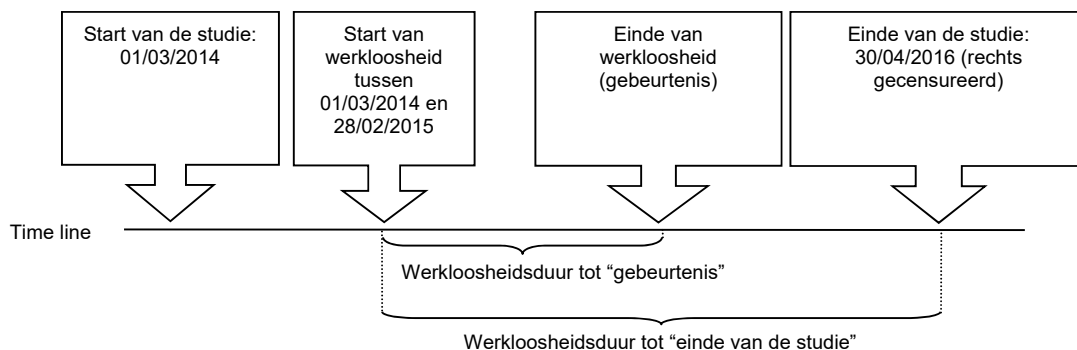 Start van de studie:
01/03/2014
Start van
werkloosheid
tussen
01/03/2014 en
28/02/2015
Einde van
werkloosheid
(gebeurtenis)
Einde van de studie:
30/04/2016 (rechts
gecensureerd)
Time line
Werkloosheidsduur tot “gebeurtenis”
Werkloosheidsduur tot “einde van de studie”